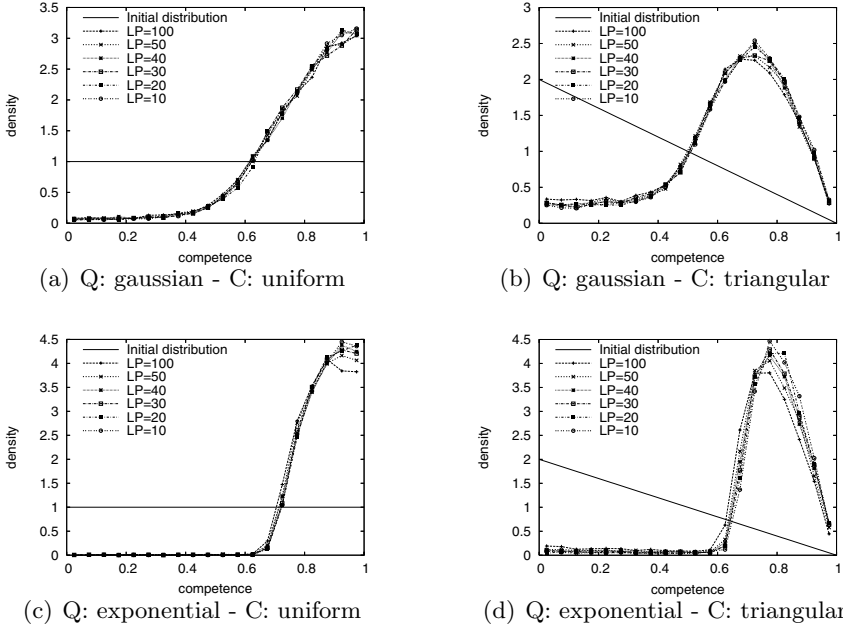 3.5
3
2.5
2
1.5
1
0.5
0
density
0 0.2 0.4 0.6 0.8 1
competence
Initial distribution
LP=100
LP=50
LP=40
LP=30
LP=20
LP=10
(a) Q: gaussian - C: uniform
3
2.5
2
1.5
1
0.5
0
density
0 0.2 0.4 0.6 0.8 1
competence
Initial distribution
LP=100
LP=50
LP=40
LP=30
LP=20
LP=10
(b) Q: gaussian - C: triangular
4.5
4
3.5
3
2.5
2
1.5
1
0.5
0
density
0 0.2 0.4 0.6 0.8 1
competence
Initial distribution
LP=100
LP=50
LP=40
LP=30
LP=20
LP=10
(c) Q: exponential - C: uniform
4.5
4
3.5
3
2.5
2
1.5
1
0.5
0
density
0 0.2 0.4 0.6 0.8 1
competence
Initial distribution
LP=100
LP=50
LP=40
LP=30
LP=20
LP=10
(d) Q: exponential - C: triangular